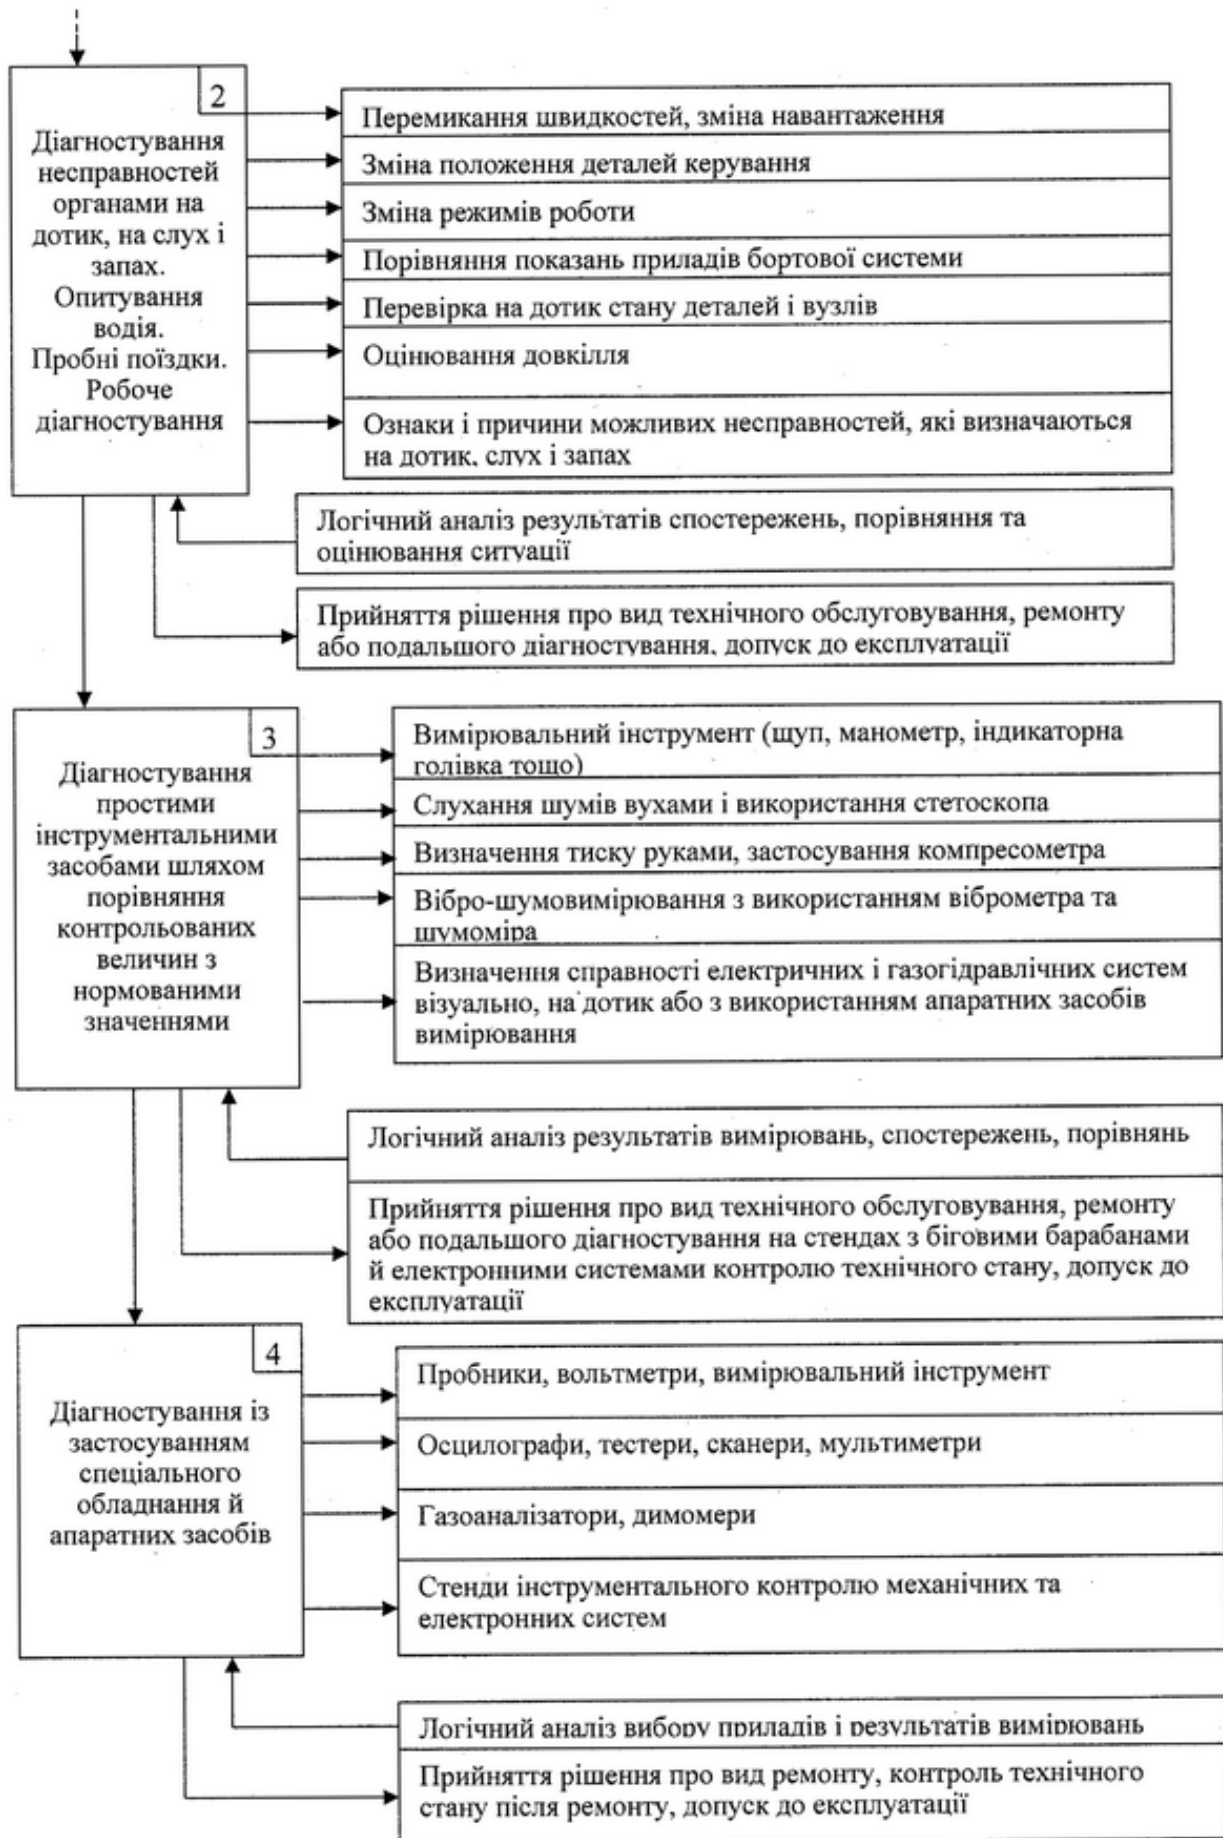 2
Діагностування
несправностей
органами на
дотик, на слух і
запах.
Опитування
водія.
Пробні поїздки.
Робоче
діагностування
Перемикання швидкостей, зміна навантаження
Зміна положення деталей керування
Зміна режимів роботи
Порівняння показань приладів бортової системи
Перевірка на дотик стану деталей і вузлів
Оцінювання довкілля
Ознаки і причини можливих несправностей, які визначаються
на дотик, слух і запах
Логічний аналіз результатів спостережень, порівняння та
оцінювання ситуації
Прийняття рішення про вид технічного обслуговування, ремонту
або подальшого діагностування, допуск до експлуатації
3
Діагностування
простими
інструментальними
засобами шляхом
порівняння
контрольованих
величин з
нормованими
значеннями
Вимірювальний інструмент (щуп, манометр, індикаторна
голівка тощо)
Слухання шумів вухами і використання стетоскопа
Визначення тиску руками, застосування компресометра
Вібро-шумовимірювання з використанням віброметра та
шумоміра
Визначення справності електричних і газогідравлічних систем
візуально, на дотик або з використанням апаратних засобів
вимірювання
Логічний аналіз результатів вимірювань, спостережень, порівнянь
Прийняття рішення про вид технічного обслуговування, ремонту
або подальшого діагностування на стендах з біговими барабанами
й електронними системами контролю технічного стану, допуск до
експлуатації
4
Діагностування із
застосуванням
спеціального
обладнання й
апаратних засобів
Пробники, вольтметри, вимірювальний інструмент
Осцилографи, тестери, сканери, мультиметри
Газоаналізатори, димомери
Стенди інструментального контролю механічних та
електронних систем
Логічний аналіз вибору приладів і результатів вимірювань
Прийняття рішення про вид ремонту, контроль технічного
стану після ремонту, допуск до експлуатації